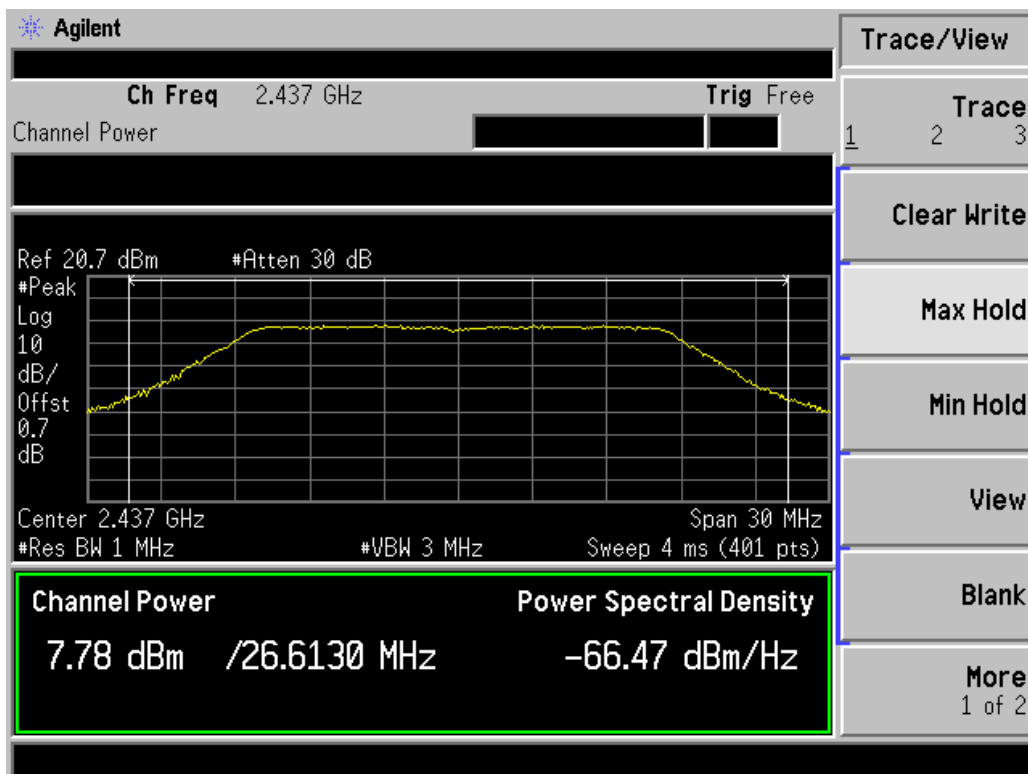 Agilent
Trace/View
Ch Freq 2.437 GHz Trig Free
Channel Power
Trace
1 2 3
Clear Write
Max Hold
Min Hold
View
Blank
More
1 of 2
Ref 20.7 dBm #Atten 30 dB
#Peak
Log
10
dB/
Offst
0.7
dB
Center 2.437 GHz Span 30 MHz
#Res BW 1 MHz #VBW 3 MHz Sweep 4 ms (401 pts)
Channel Power Power Spectral Density
7.78 dBm /26.6130 MHz -66.47 dBm/Hz